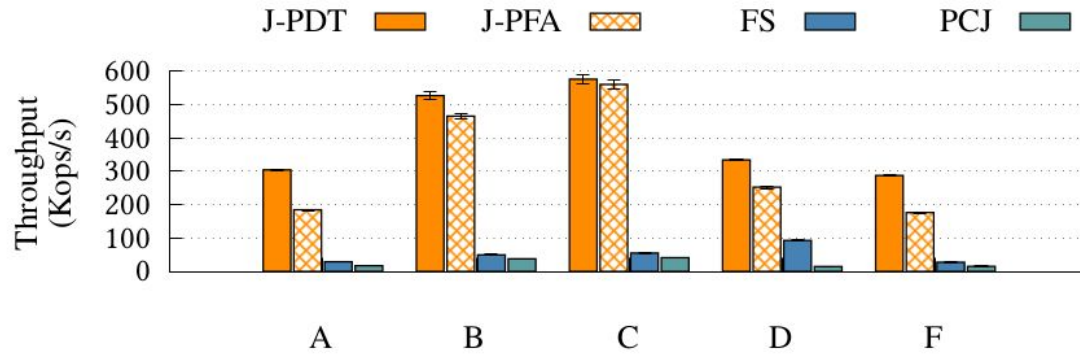 J-PDT J-PFA FS PCJ
Throughput
(Kops/s)
600
500
400
300
200
100
0
A B C D F